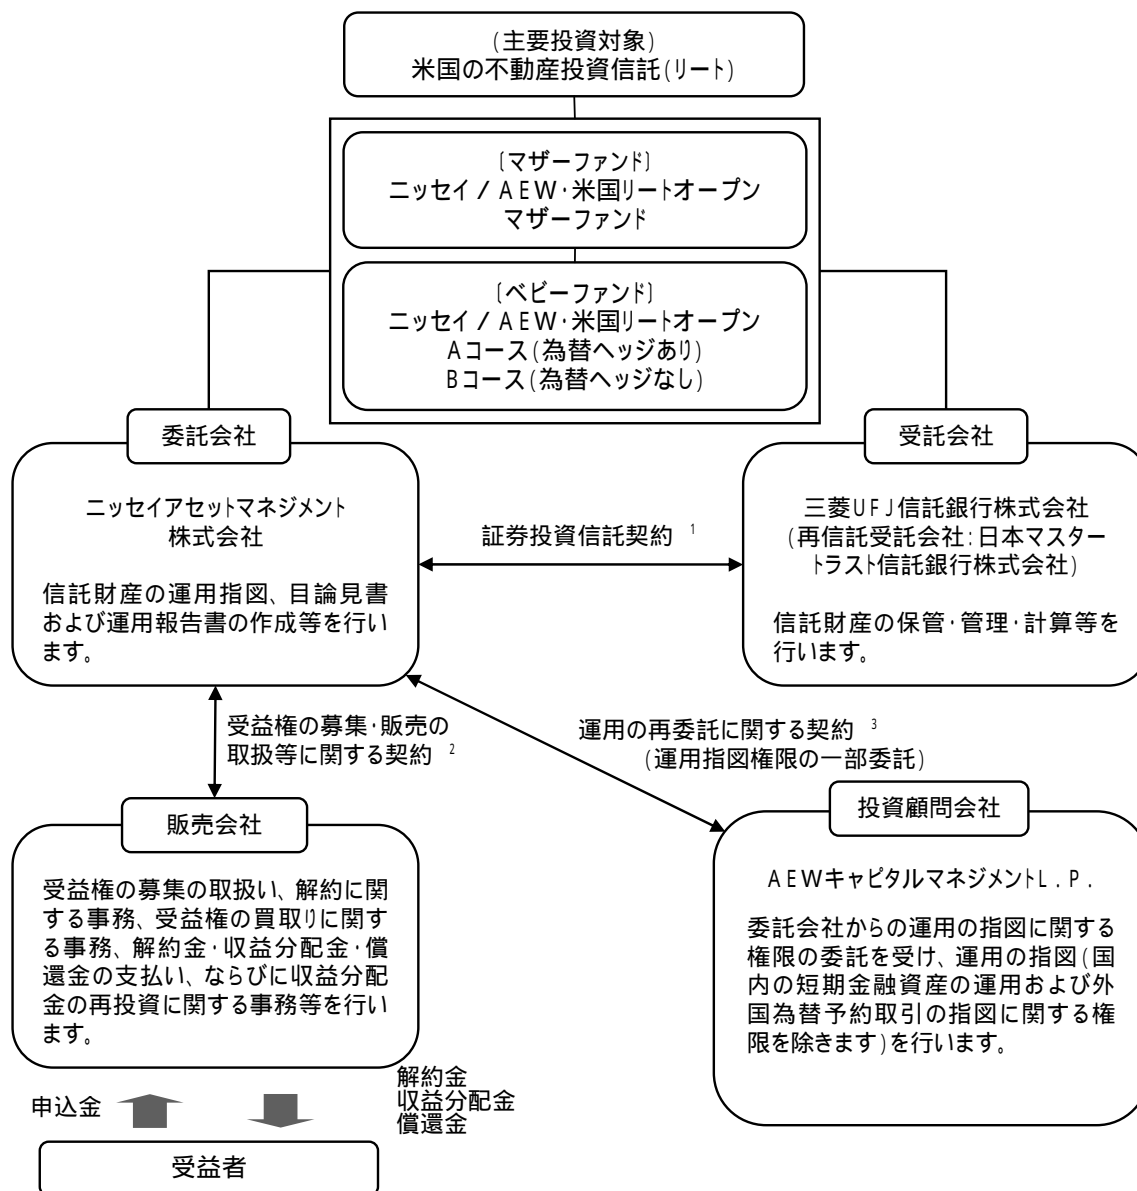 (主要投資対象)
米国の不動産投資信託(リート)
〔マザーファンド〕
ニッセイ/AEW・米国リートオープン
マザーファンド
〔ベビーファンド〕
ニッセイ/AEW・米国リートオープン
Aコース(為替ヘッジあり)
Bコース(為替ヘッジなし)
委託会社
ニッセイアセットマネジメント
株式会社
信託財産の運用指図、目論見書
および運用報告書の作成等を行い
ます。
証券投資信託契約 1
受託会社
三菱UFJ信託銀行株式会社
(再信託受託会社:日本マスター
トラスト信託銀行株式会社)
信託財産の保管・管理・計算等を
行います。
受益権の募集・販売の
取扱等に関する契約 2
運用の再委託に関する契約 3
(運用指図権限の一部委託)
販売会社
受益権の募集の取扱い、解約に関
する事務、受益権の買取りに関す
る事務、解約金・収益分配金・償
還金の支払い、ならびに収益分配
金の再投資に関する事務等を行い
ます。
投資顧問会社
AEWキャピタルマネジメントL.P.
委託会社からの運用の指図に関する
権限の委託を受け、運用の指図(国
内の短期金融資産の運用および外
国為替予約取引の指図に関する権
限を除きます)を行います。
申込金
解約金
収益分配金
償還金
受益者